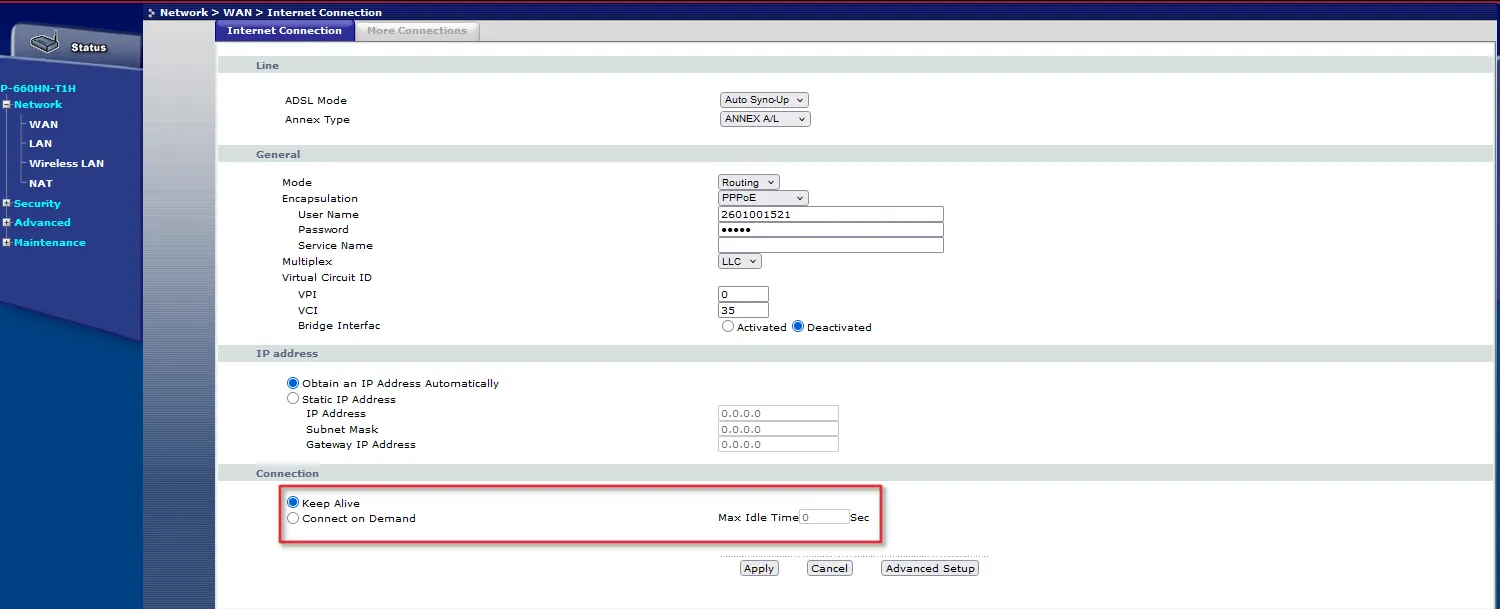 Network > WAN > Internet Connection
Status
P-660HN-T1H
Network
WAN
LAN
Wireless LAN
NAT
Security
Advanced
Maintenance
Internet Connection More Connections
Line
ADSL Mode Auto Sync-Up
Annex Type ANNEX A/L
General
Mode Routing
Encapsulation PPPoE
User Name 2601001521
Password •••••
Service Name
Multiplex LLC
Virtual Circuit ID
VPI 0
VCI 35
Bridge Interfac Activated Deactivated
IP address
Obtain an IP Address Automatically
Static IP Address
IP Address 0.0.0.0
Subnet Mask 0.0.0.0
Gateway IP Address 0.0.0.0
Connection
Keep Alive
Connect on Demand Max Idle Time 0 Sec
Apply Cancel Advanced Setup